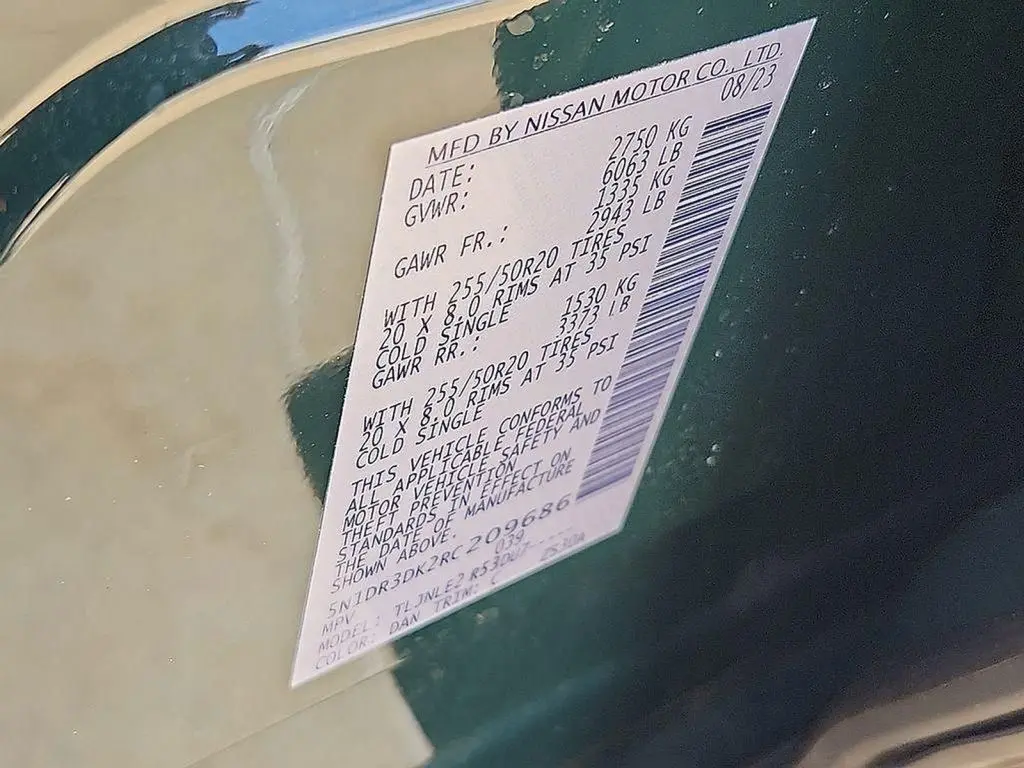 MFD BY NISSAN MOTOR CO., LTD.
DATE: 08/23
GVWR: 2750 KG
6063 LB
GAWR FR.: 1335 KG
2943 LB
WITH 255/50R20 TIRES
20 X 8.0 RIMS AT 35 PSI
COLD SINGLE
GAWR RR.: 1530 KG
3373 LB
WITH 255/50R20 TIRES
20 X 8.0 RIMS AT 35 PSI
COLD SINGLE
THIS VEHICLE CONFORMS TO
ALL APPLICABLE FEDERAL
MOTOR VEHICLE SAFETY AND
THEFT PREVENTION
STANDARDS IN EFFECT ON
THE DATE OF MANUFACTURE
SHOWN ABOVE.
5N1DR3DK2RC209686
MPV 039
MODEL: TLJNLE2 R53DU7-----
COLOR: DAN TRIM: C 2S30A